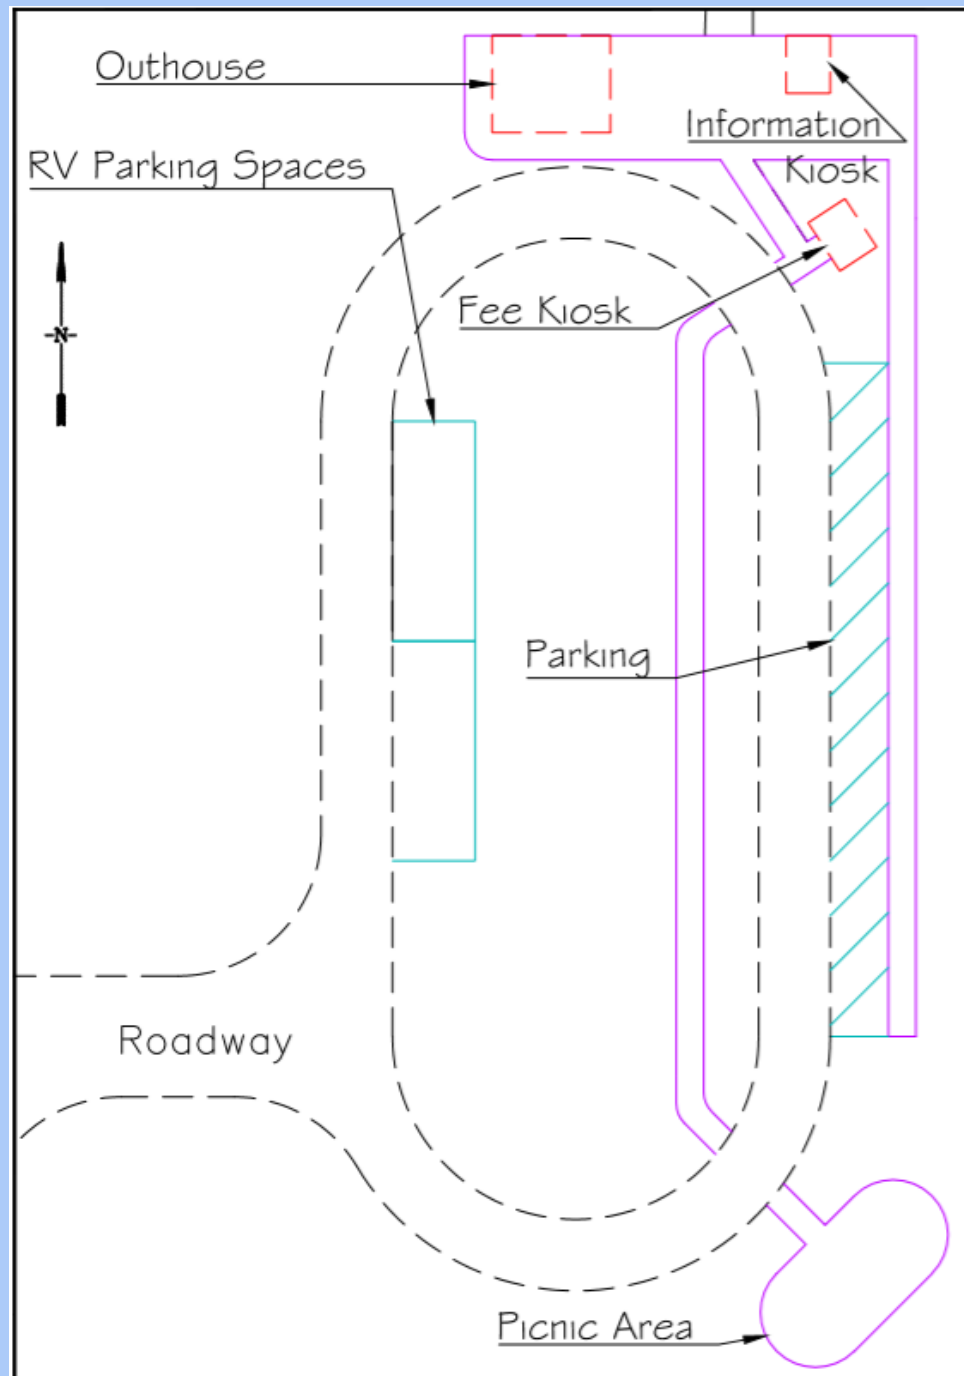 Outhouse
Information
Kiosk
RV Parking Spaces
Fee Kiosk
N
Parking
Roadway
Picnic Area